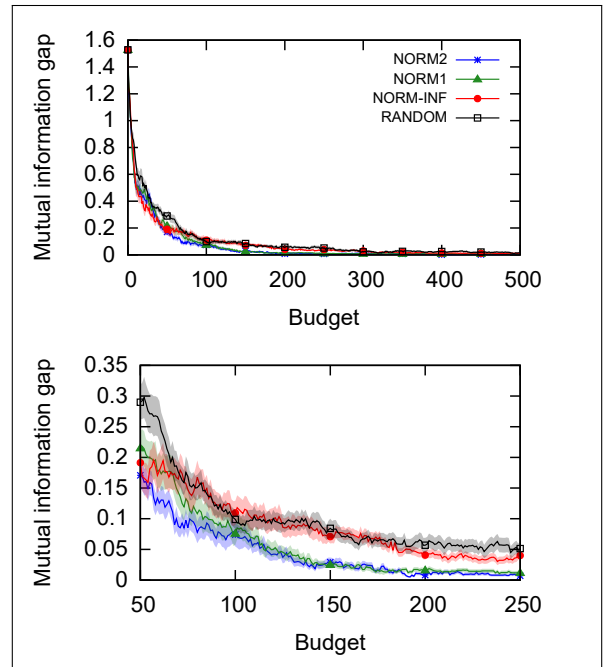 1.6
1.4
1.2
1
0.8
0.6
0.4
0.2
0
Mutual information gap
NORM2
NORM1
NORM-INF
RANDOM
0 100 200 300 400 500
Budget
0.35
0.3
0.25
0.2
0.15
0.1
0.05
0
Mutual information gap
50 100 150 200 250
Budget